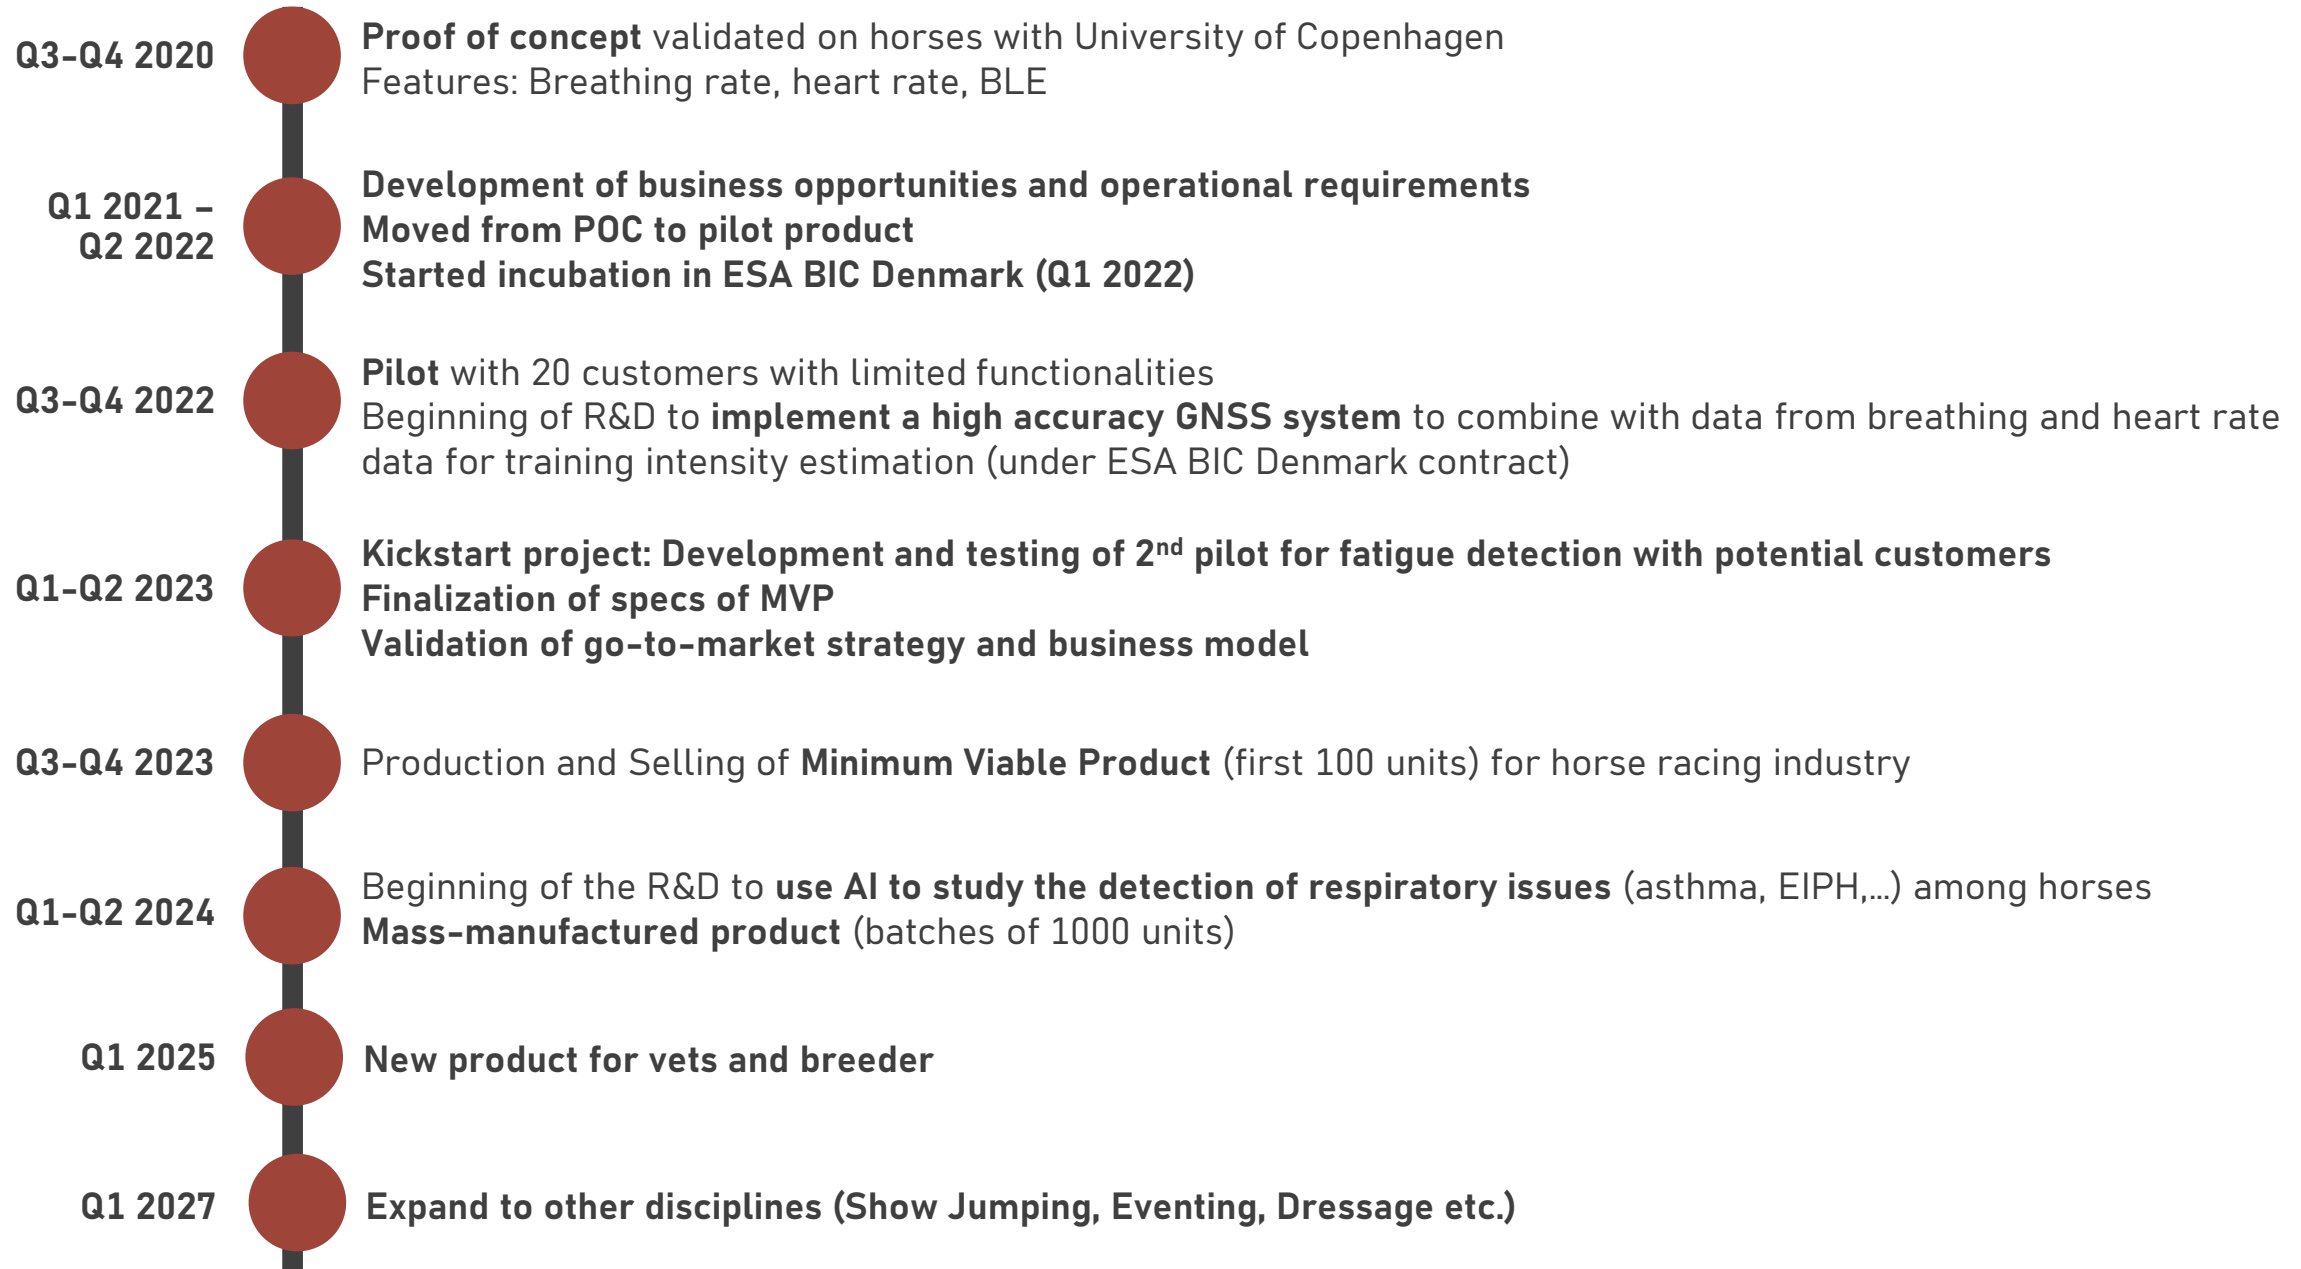 Q3-Q4 2020
Proof of concept validated on horses with University of Copenhagen
Features: Breathing rate, heart rate, BLE
Q1 2021 –
Q2 2022
Development of business opportunities and operational requirements
Moved from POC to pilot product
Started incubation in ESA BIC Denmark (Q1 2022)
Q3-Q4 2022
Pilot with 20 customers with limited functionalities
Beginning of R&D to implement a high accuracy GNSS system to combine with data from breathing and heart rate
data for training intensity estimation (under ESA BIC Denmark contract)
Q1-Q2 2023
Kickstart project: Development and testing of 2nd pilot for fatigue detection with potential customers
Finalization of specs of MVP
Validation of go-to-market strategy and business model
Q3-Q4 2023
Production and Selling of Minimum Viable Product (first 100 units) for horse racing industry
Q1-Q2 2024
Beginning of the R&D to use AI to study the detection of respiratory issues (asthma, EIPH,...) among horses
Mass-manufactured product (batches of 1000 units)
Q1 2025
New product for vets and breeder
Q1 2027
Expand to other disciplines (Show Jumping, Eventing, Dressage etc.)